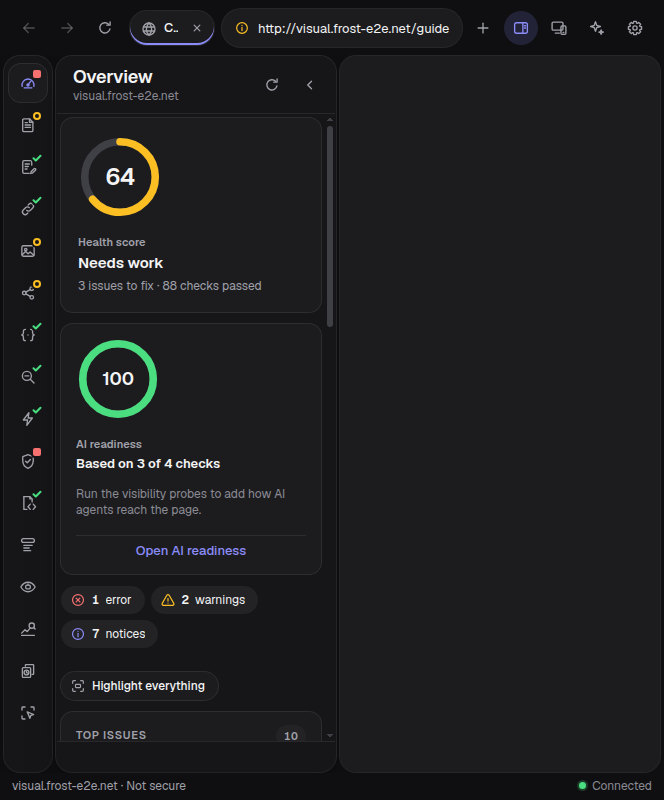 C..
http://visual.frost-e2e.net/guide
Overview
visual.frost-e2e.net
64
Health score
Needs work
3 issues to fix · 88 checks passed
100
AI readiness
Based on 3 of 4 checks
Run the visibility probes to add how AI
agents reach the page.
Open AI readiness
1 error
2 warnings
7 notices
Highlight everything
TOP ISSUES
10
visual.frost-e2e.net · Not secure
Connected